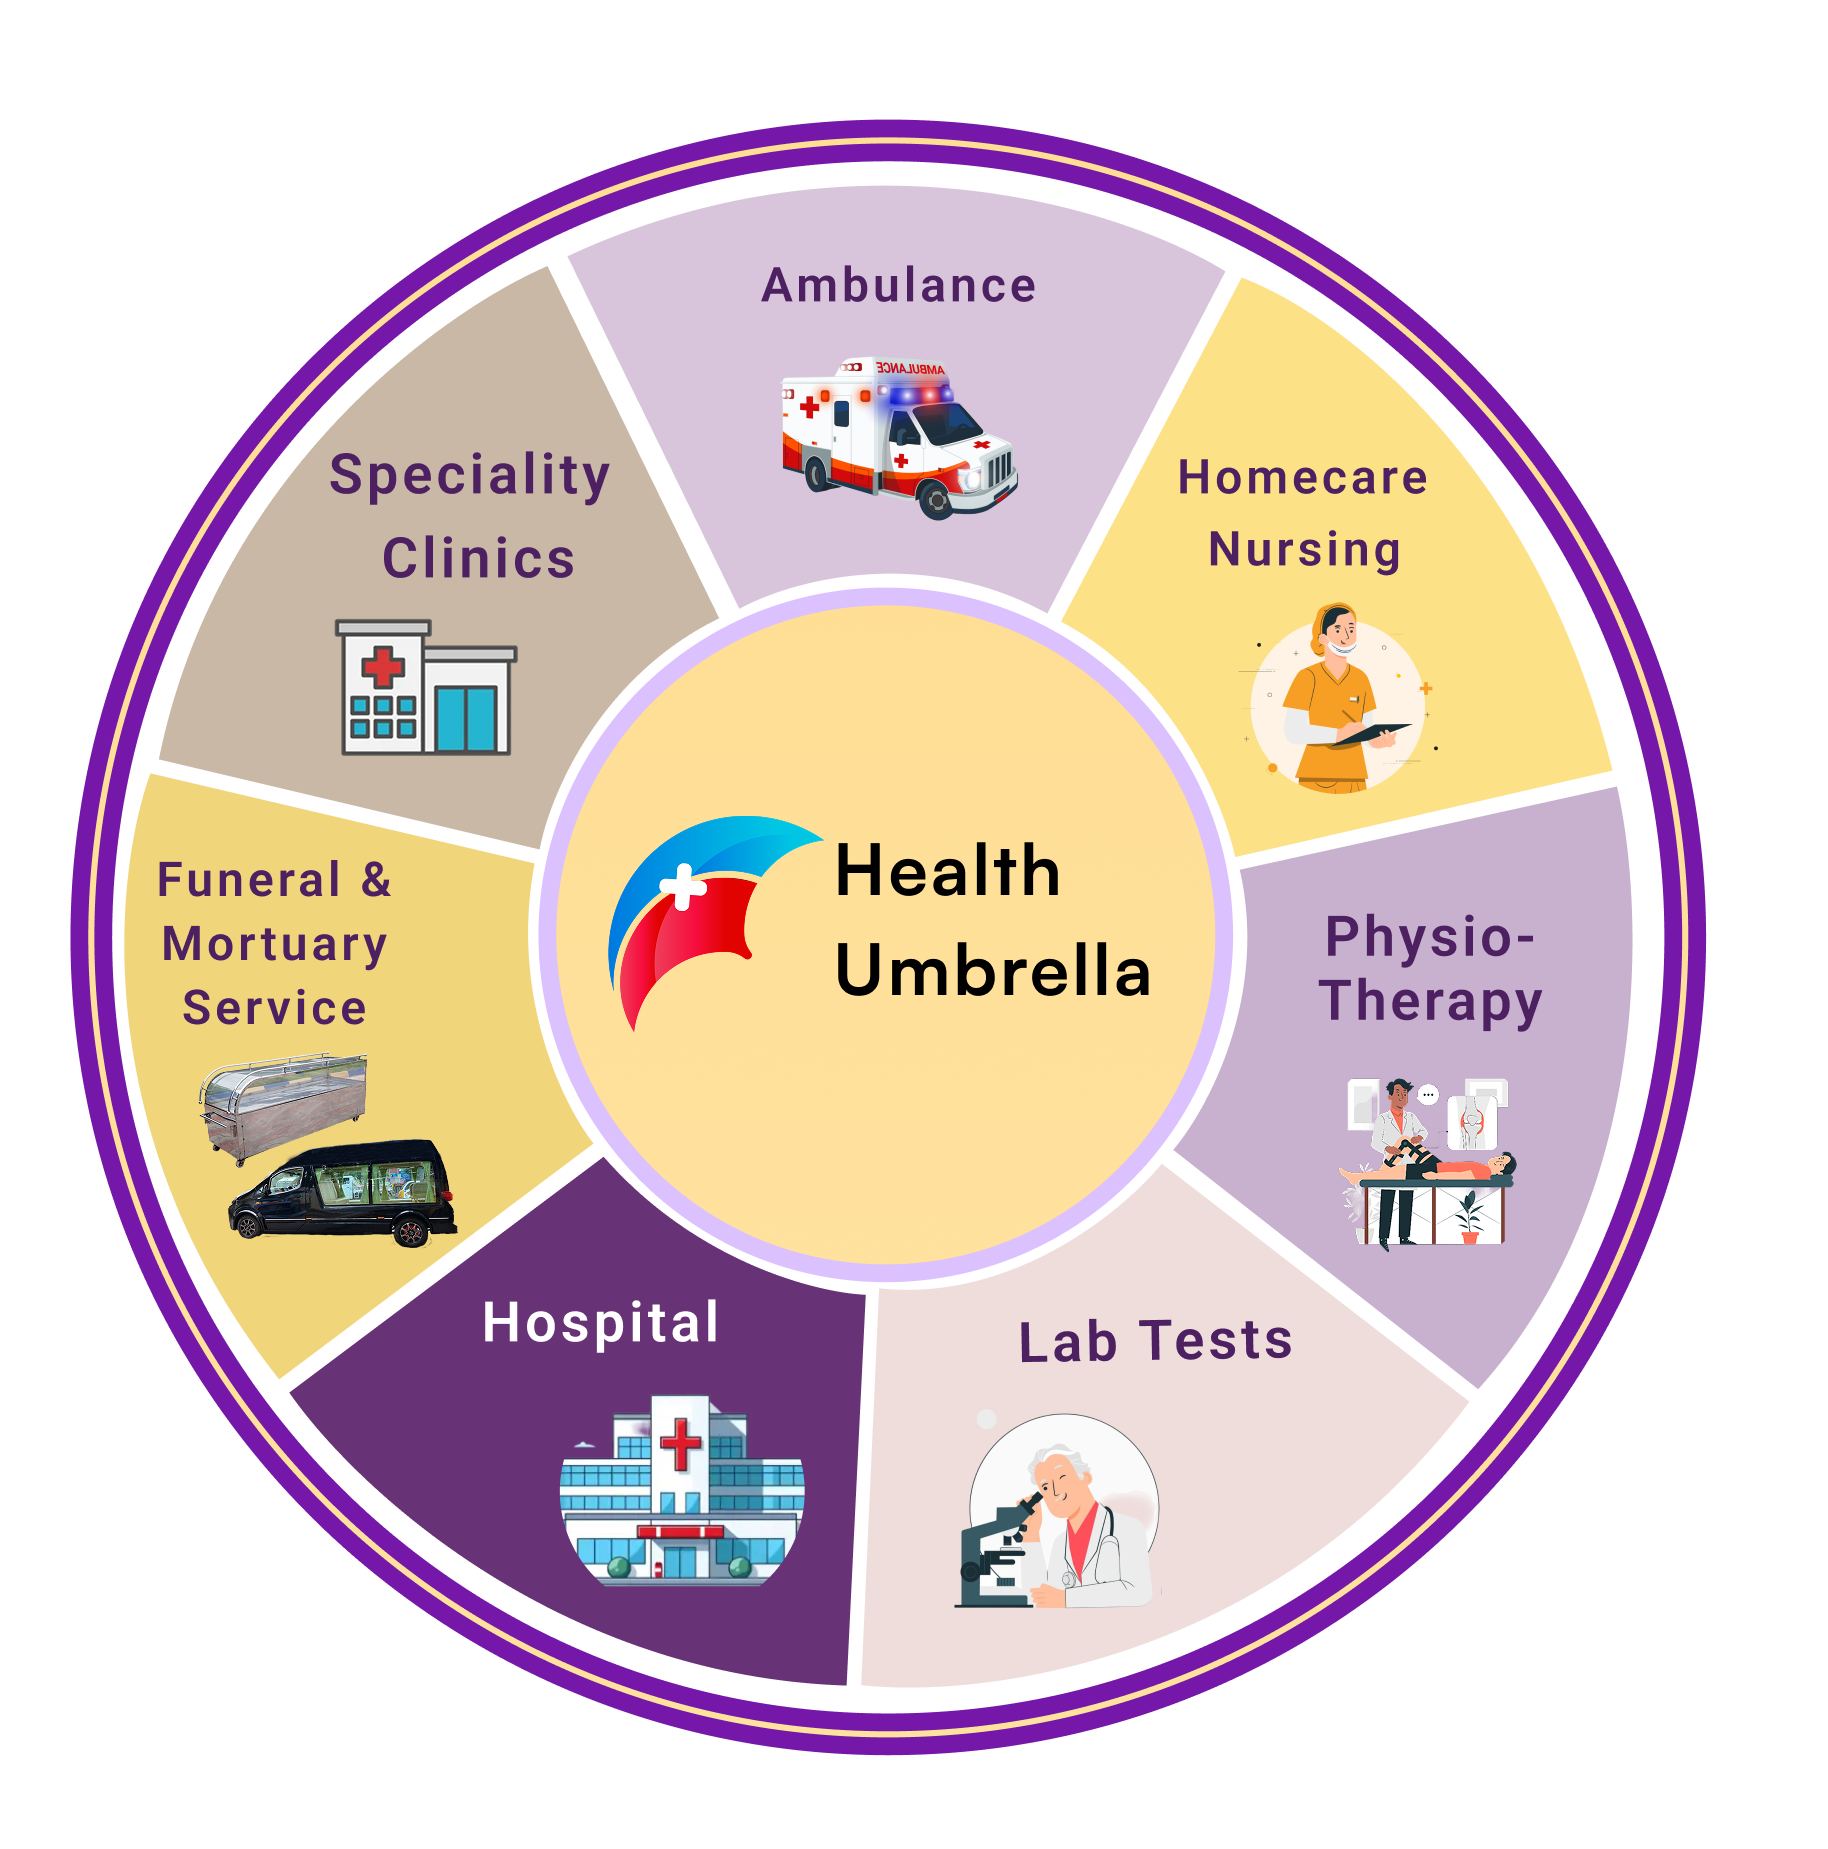 Ambulance
AMBULANCE
Homecare
Nursing
Physio-
Therapy
Lab Tests
Hospital
Funeral &
Mortuary
Service
Speciality
Clinics
Health
Umbrella